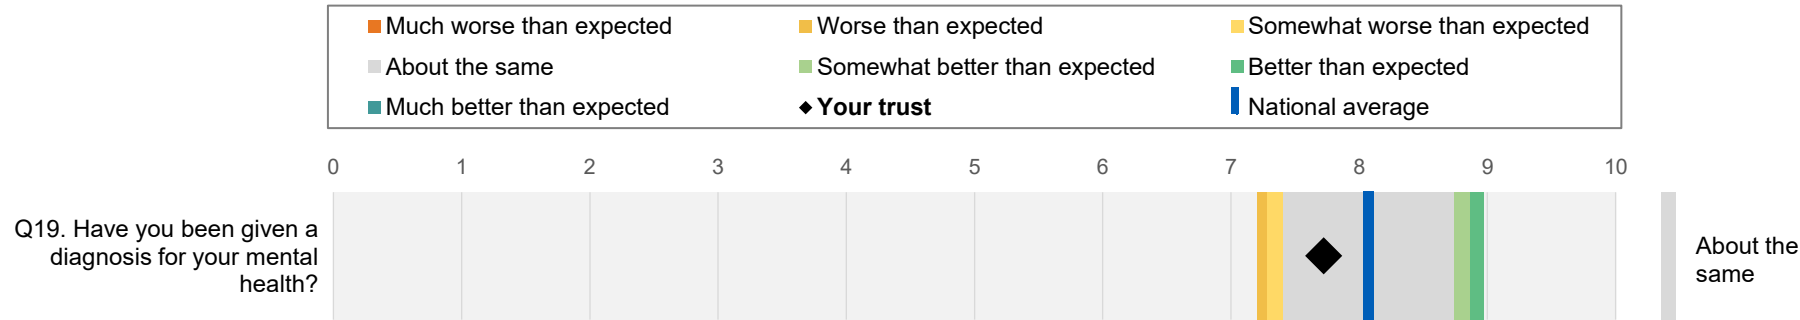 Much worse than expected
Worse than expected
Somewhat worse than expected
About the same
Somewhat better than expected
Better than expected
Much better than expected
Your trust
National average
0 1 2 3 4 5 6 7 8 9 10
Q19. Have you been given a
diagnosis for your mental
health?
About the
same